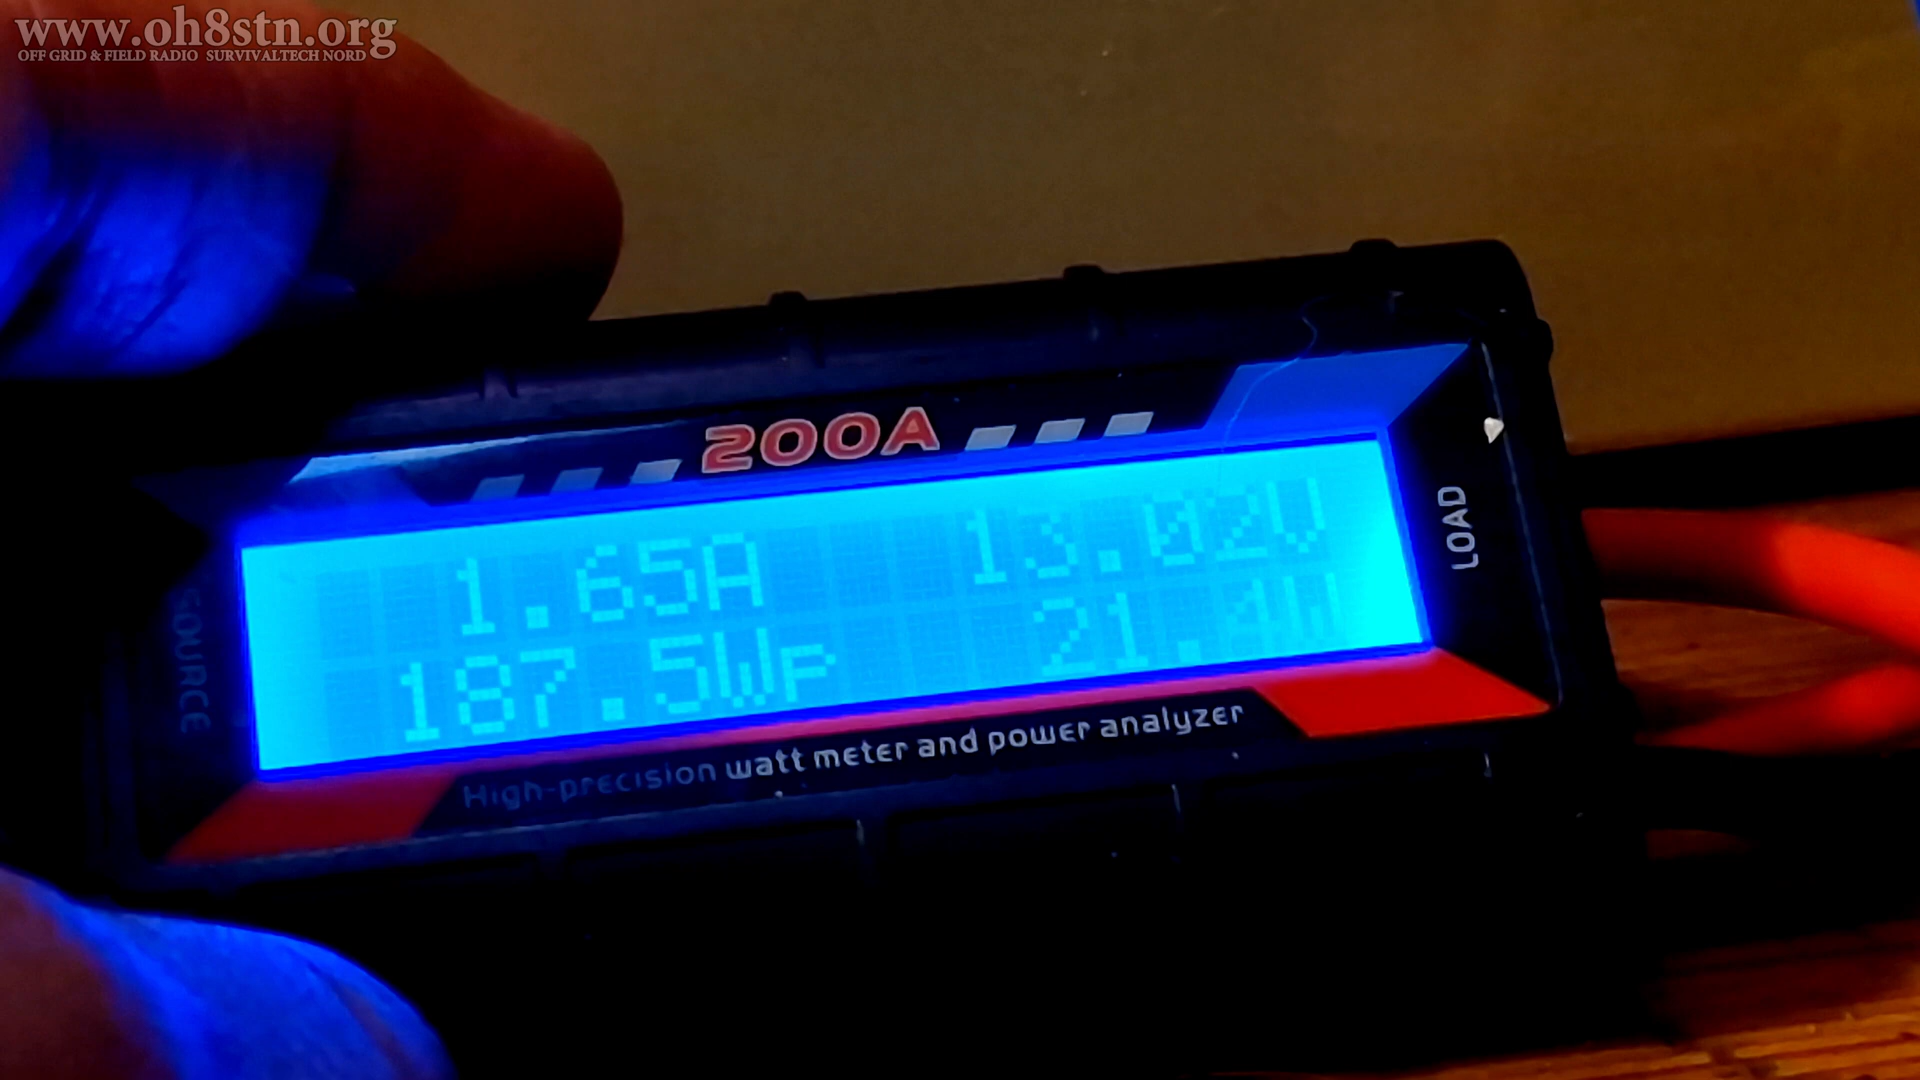 www.oh8stn.org
OFF GRID & FIELD RADIO SURVIVALTECH NORD
200A
1.65A 13.02V
187.5Wp 21.4W
SOURCE
LOAD
High-precision watt meter and power analyzer